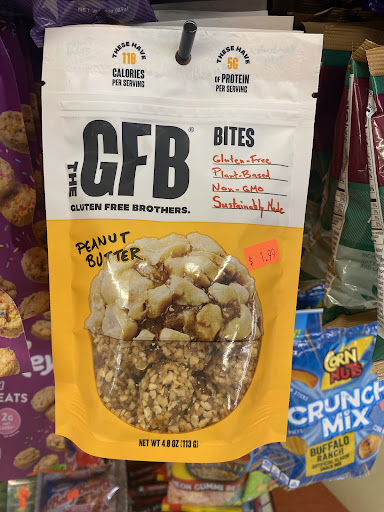 THESE HAVE
110
CALORIES
PER SERVING
THESE HAVE
5G
OF PROTEIN
PER SERVING
THE
GFB®
GLUTEN FREE BROTHERS.
BITES
Gluten-Free
Plant-Based
Non-GMO
Sustainably Made
PEANUT
BUTTER
$ 1.99
NET WT 4.0 OZ (113 G)
CORN
NUTS
CRUNCH
MIX
BUFFALO
RANCH
EATS